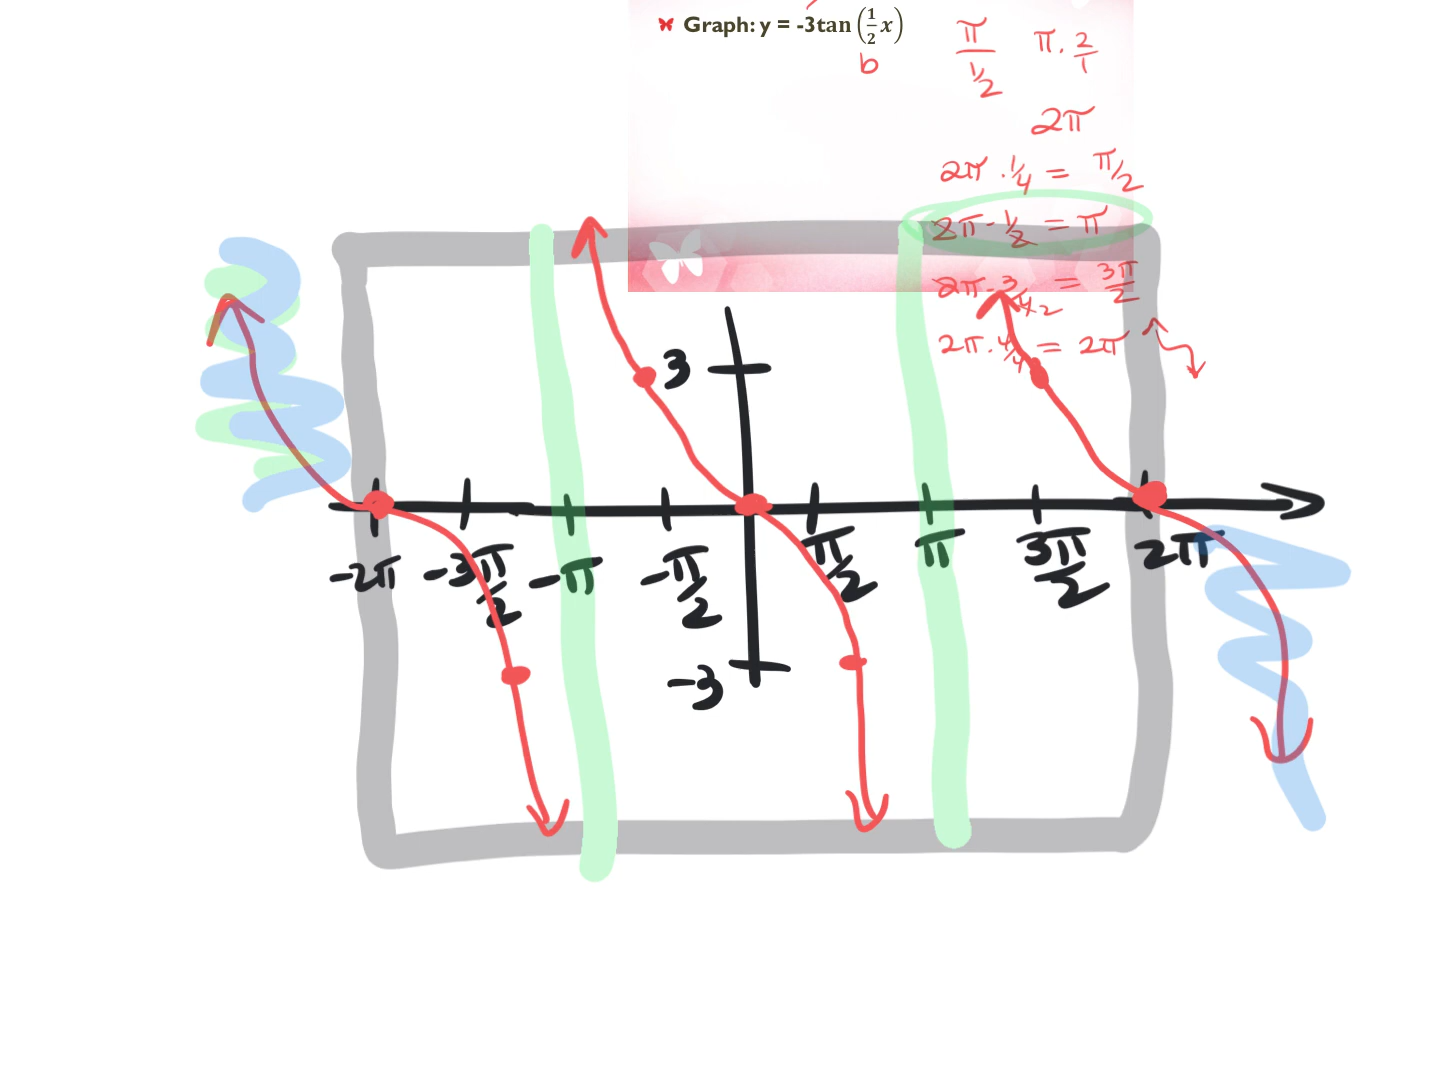 Graph: y = -3tan (1/2 x)
b
π/(1/2) π · 2/1
2π
2π · 1/4 = π/2
2π · 1/2 = π
2π · 3/4 2 = 3π/2
2π · 4/4 = 2π
3
-2π -3π/2 -π -π/2 π/2 π 3π/2 2π
-3